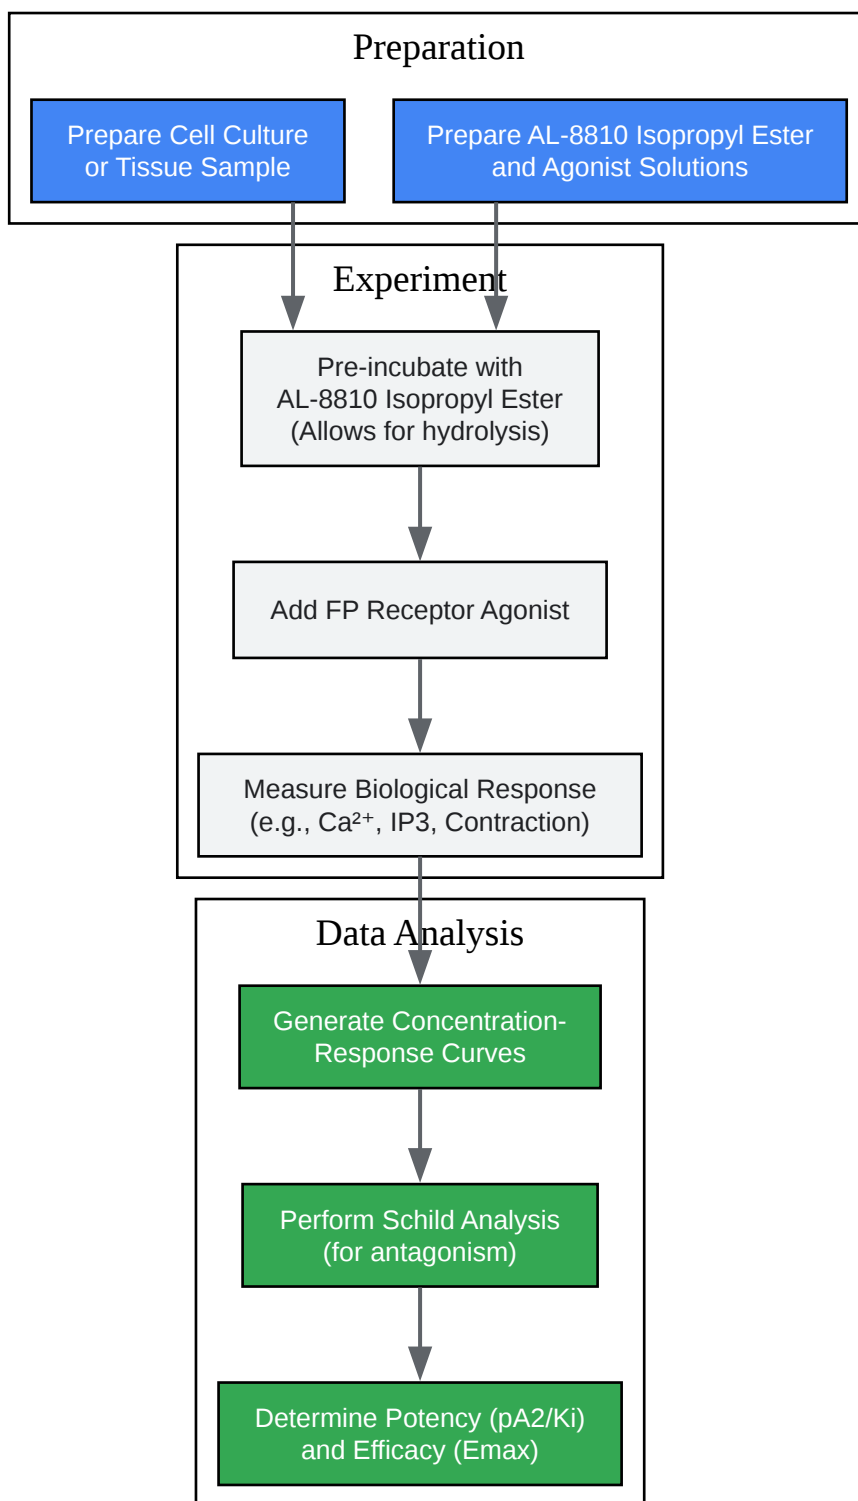 Preparation
Prepare Cell Culture
or Tissue Sample
Prepare AL-8810 Isopropyl Ester
and Agonist Solutions
Experiment
Pre-incubate with
AL-8810 Isopropyl Ester
(Allows for hydrolysis)
Add FP Receptor Agonist
Measure Biological Response
(e.g., Ca²⁺, IP3, Contraction)
Data Analysis
Generate Concentration-
Response Curves
Perform Schild Analysis
(for antagonism)
Determine Potency (pA2/Ki)
and Efficacy (Emax)